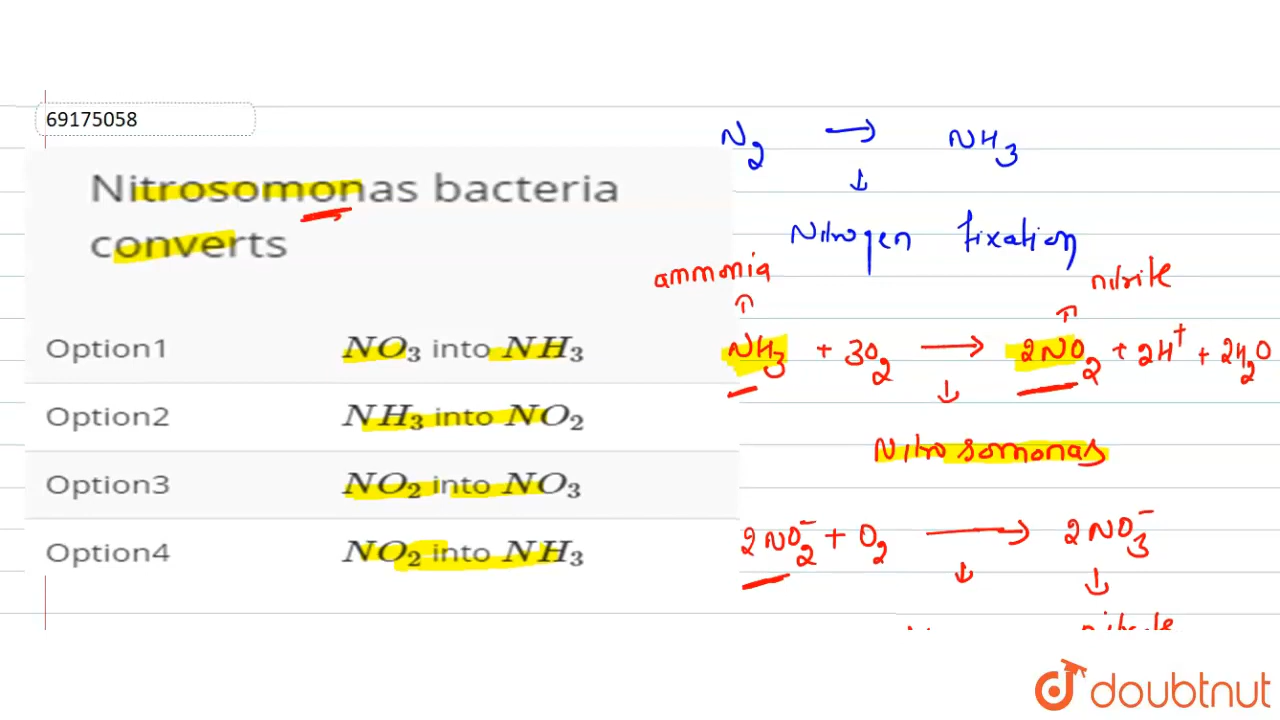 69175058
Nitrosomonas bacteria
converts
Option1 NO₃ into NH₃
Option2 NH₃ into NO₂
Option3 NO₂ into NO₃
Option4 NO₂ into NH₃
N₂ → NH₃
↓
Nitrogen fixation
ammonia nitrite
↑ ↑
NH₃ + 3O₂ → 2NO₂ + 2H⁺ + 2H₂O
↓
Nitrosomonas
2NO₂⁻ + O₂ → 2NO₃⁻
↓ ↓
nitrate
doubtnut